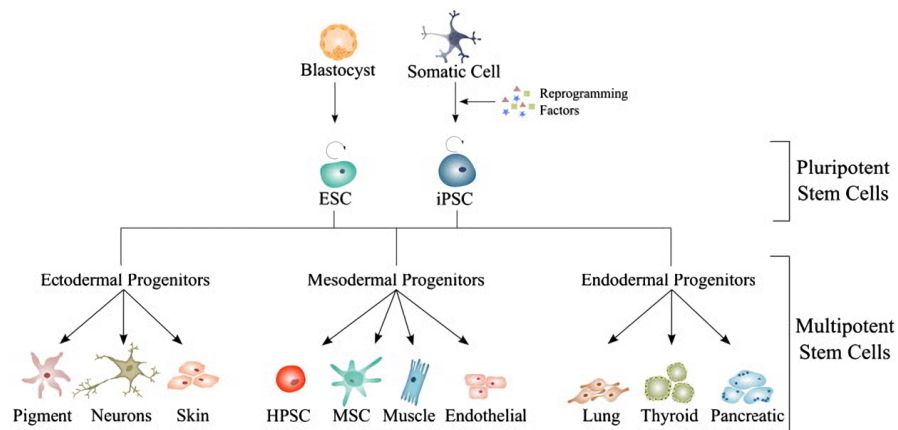 Blastocyst
Somatic Cell
Reprogramming
Factors
ESC
iPSC
Pluripotent
Stem Cells
Ectodermal Progenitors
Mesodermal Progenitors
Endodermal Progenitors
Multipotent
Stem Cells
Pigment
Neurons
Skin
HPSC
MSC
Muscle
Endothelial
Lung
Thyroid
Pancreatic